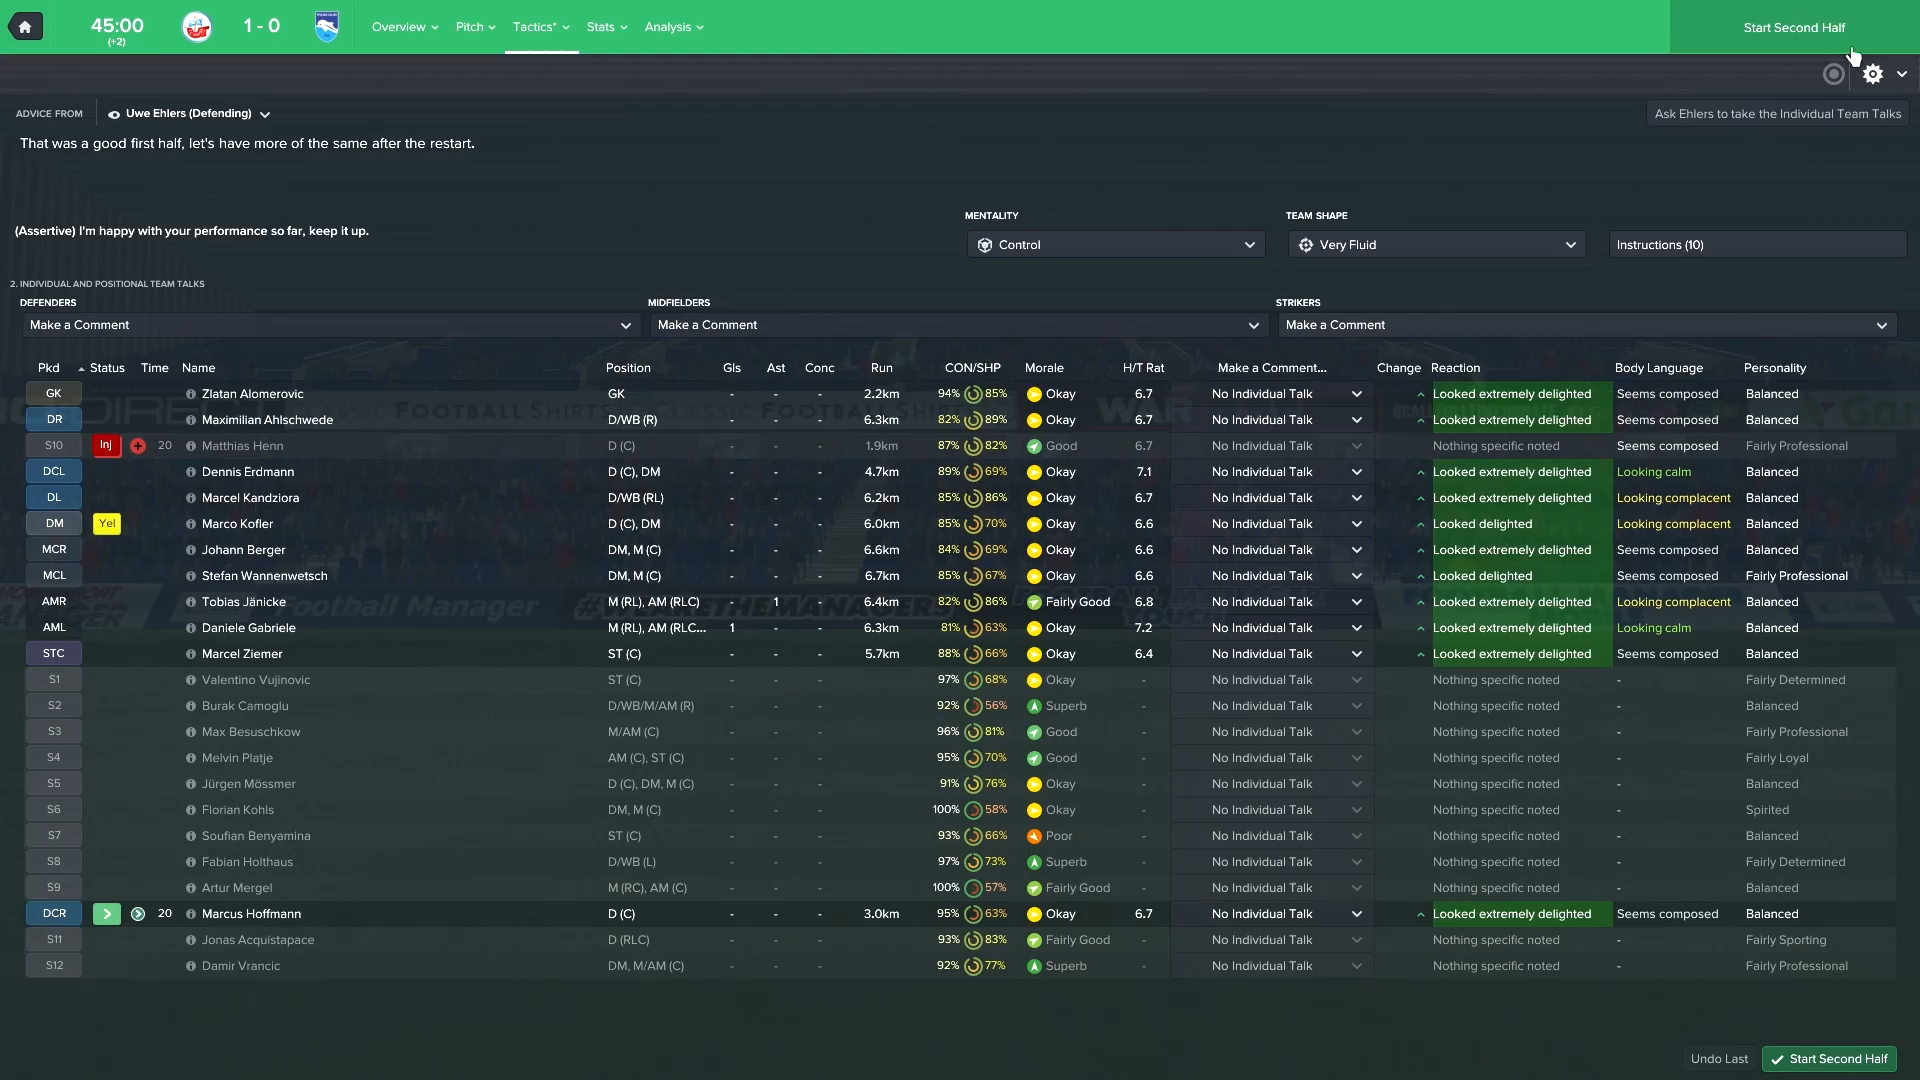 45:00 (+2) 1 - 0 Overview Pitch Tactics* Stats Analysis Start Second Half
ADVICE FROM Uwe Ehlers (Defending) Ask Ehlers to take the Individual Team Talks
That was a good first half, let's have more of the same after the restart.
MENTALITY TEAM SHAPE
(Assertive) I'm happy with your performance so far, keep it up. Control Very Fluid Instructions (10)
2. INDIVIDUAL AND POSITIONAL TEAM TALKS
DEFENDERS MIDFIELDERS STRIKERS
Make a Comment Make a Comment Make a Comment
Pkd Status Time Name Position Gls Ast Conc Run CON/SHP Morale H/T Rat Make a Comment... Change Reaction Body Language Personality
GK Zlatan Alomerovic GK - - - 2.2km 94% 85% Okay 6.7 No Individual Talk Looked extremely delighted Seems composed Balanced
DR Maximilian Ahlschwede D/WB (R) - - - 6.3km 82% 89% Okay 6.7 No Individual Talk Looked extremely delighted Seems composed Balanced
S10 Inj 20 Matthias Henn D (C) - - - 1.9km 87% 82% Good 6.7 No Individual Talk Nothing specific noted Seems composed Fairly Professional
DCL Dennis Erdmann D (C), DM - - - 4.7km 89% 69% Okay 7.1 No Individual Talk Looked extremely delighted Looking calm Balanced
DL Marcel Kandziora D/WB (RL) - - - 6.2km 85% 86% Okay 6.7 No Individual Talk Looked extremely delighted Looking complacent Balanced
DM Yel Marco Kofler D (C), DM - - - 6.0km 85% 70% Okay 6.6 No Individual Talk Looked delighted Looking complacent Balanced
MCR Johann Berger DM, M (C) - - - 6.6km 84% 69% Okay 6.6 No Individual Talk Looked extremely delighted Seems composed Balanced
MCL Stefan Wannenwetsch DM, M (C) - - - 6.7km 85% 67% Okay 6.6 No Individual Talk Looked delighted Seems composed Fairly Professional
AMR Tobias Jänicke M (RL), AM (RLC) - 1 - 6.4km 82% 86% Fairly Good 6.8 No Individual Talk Looked extremely delighted Looking complacent Balanced
AML Daniele Gabriele M (RL), AM (RLC... 1 - - 6.3km 81% 63% Okay 7.2 No Individual Talk Looked extremely delighted Looking calm Balanced
STC Marcel Ziemer ST (C) - - - 5.7km 88% 66% Okay 6.4 No Individual Talk Looked extremely delighted Seems composed Balanced
S1 Valentino Vujinovic ST (C) - - - 97% 68% Okay - No Individual Talk Nothing specific noted - Fairly Determined
S2 Burak Camoglu D/WB/M/AM (R) - - - 92% 56% Superb - No Individual Talk Nothing specific noted - Balanced
S3 Max Besuschkow M/AM (C) - - - 96% 81% Good - No Individual Talk Nothing specific noted - Fairly Professional
S4 Melvin Platje AM (C), ST (C) - - - 95% 70% Good - No Individual Talk Nothing specific noted - Fairly Loyal
S5 Jürgen Mössmer D (C), DM, M (C) - - - 91% 76% Okay - No Individual Talk Nothing specific noted - Balanced
S6 Florian Kohls DM, M (C) - - - 100% 58% Okay - No Individual Talk Nothing specific noted - Spirited
S7 Soufian Benyamina ST (C) - - - 93% 66% Poor - No Individual Talk Nothing specific noted - Balanced
S8 Fabian Holthaus D/WB (L) - - - 97% 73% Superb - No Individual Talk Nothing specific noted - Fairly Determined
S9 Artur Mergel M (RC), AM (C) - - - 100% 57% Fairly Good - No Individual Talk Nothing specific noted - Balanced
DCR 20 Marcus Hoffmann D (C) - - - 3.0km 95% 63% Okay 6.7 No Individual Talk Looked extremely delighted Seems composed Balanced
S11 Jonas Acquistapace D (RLC) - - - 93% 83% Fairly Good - No Individual Talk Nothing specific noted - Fairly Sporting
S12 Damir Vrancic DM, M/AM (C) - - - 92% 77% Superb - No Individual Talk Nothing specific noted - Fairly Professional
Undo Last Start Second Half